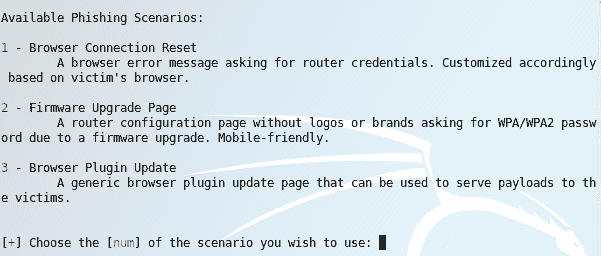 Available Phishing Scenarios:
1 - Browser Connection Reset
A browser error message asking for router credentials. Customized accordingly
based on victim's browser.
2 - Firmware Upgrade Page
A router configuration page without logos or brands asking for WPA/WPA2 passw
ord due to a firmware upgrade. Mobile-friendly.
3 - Browser Plugin Update
A generic browser plugin update page that can be used to serve payloads to th
e victims.
[+] Choose the [num] of the scenario you wish to use: